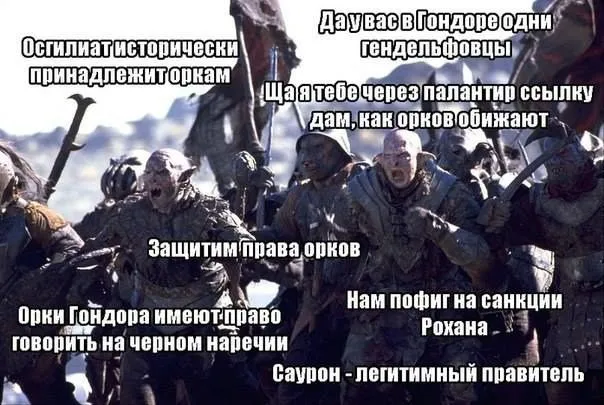 Осгилиат исторически
принадлежит оркам
Да у вас в Гондоре одни
гендельфовцы
Ща я тебе через палантир ссылку
дам, как орков обижают
Защитим права орков
Орки Гондора имеют право
говорить на черном наречии
Нам пофиг на санкции
Рохана
Саурон - легитимный правитель